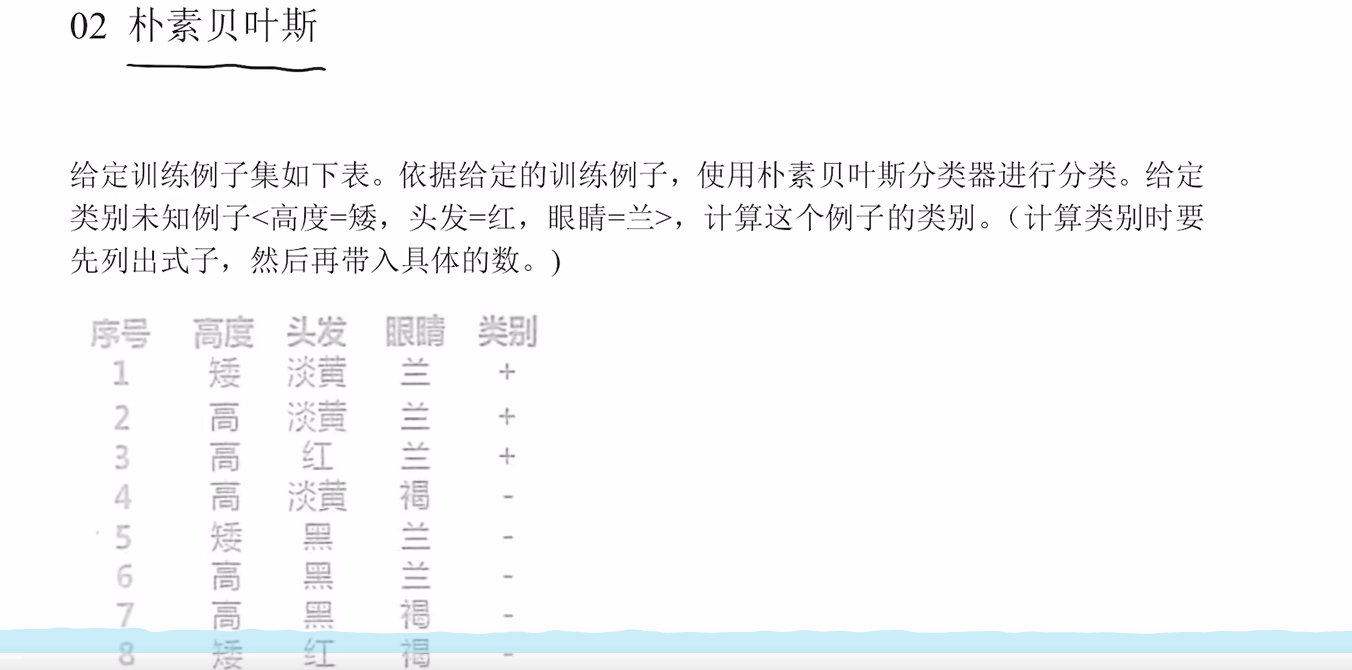 02 朴素贝叶斯
给定训练例子集如下表。依据给定的训练例子，使用朴素贝叶斯分类器进行分类。给定
类别未知例子<高度=矮，头发=红，眼睛=兰>，计算这个例子的类别。（计算类别时要
先列出式子，然后再带入具体的数。)
序号 高度 头发 眼睛 类别
1 矮 淡黄 兰 +
2 高 淡黄 兰 +
3 高 红 兰 +
4 高 淡黄 褐 -
5 矮 黑 兰 -
6 高 黑 兰 -
7 高 黑 褐 -
8 矮 红 褐 -